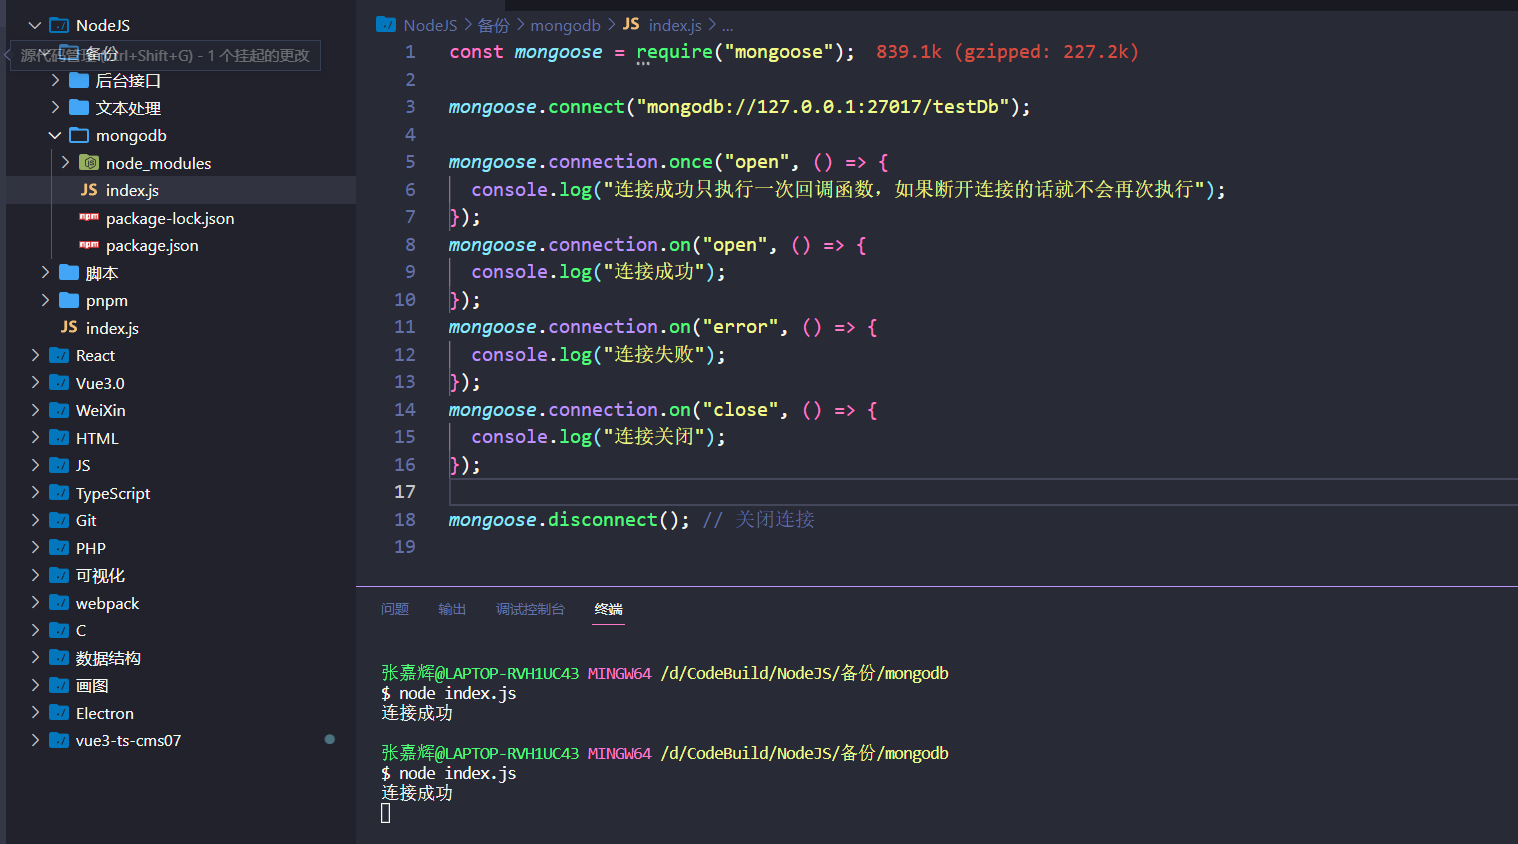 NodeJS
备份
源代码管理 (Ctrl+Shift+G) - 1 个挂起的更改
后台接口
文本处理
mongodb
node_modules
JS index.js
npm package-lock.json
npm package.json
脚本
pnpm
JS index.js
React
Vue3.0
WeiXin
HTML
JS
TypeScript
Git
PHP
可视化
webpack
C
数据结构
画图
Electron
vue3-ts-cms07
NodeJS > 备份 > mongodb > JS index.js > ...
1 const mongoose = require("mongoose"); 839.1k (gzipped: 227.2k)
2
3 mongoose.connect("mongodb://127.0.0.1:27017/testDb");
4
5 mongoose.connection.once("open", () => {
6 console.log("连接成功只执行一次回调函数，如果断开连接的话就不会再次执行");
7 });
8 mongoose.connection.on("open", () => {
9 console.log("连接成功");
10 });
11 mongoose.connection.on("error", () => {
12 console.log("连接失败");
13 });
14 mongoose.connection.on("close", () => {
15 console.log("连接关闭");
16 });
17
18 mongoose.disconnect(); // 关闭连接
19
问题 输出 调试控制台 终端
张嘉辉@LAPTOP-RVH1UC43 MINGW64 /d/CodeBuild/NodeJS/备份/mongodb
$ node index.js
连接成功
张嘉辉@LAPTOP-RVH1UC43 MINGW64 /d/CodeBuild/NodeJS/备份/mongodb
$ node index.js
连接成功